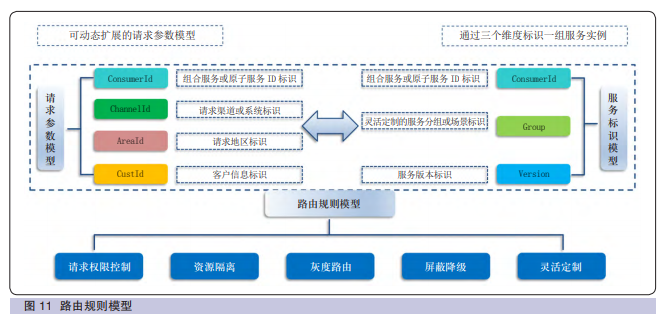 可动态扩展的请求参数模型
通过三个维度标识一组服务实例
请求参数模型
ConsumerId
组合服务或原子服务 ID 标识
ChannelId
请求渠道或系统标识
AreaId
请求地区标识
CustId
客户信息标识
组合服务或原子服务 ID 标识
ConsumerId
灵活定制的服务分组或场景标识
Group
服务版本标识
Version
服务标识模型
路由规则模型
请求权限控制
资源隔离
灰度路由
屏蔽降级
灵活定制
图 11 路由规则模型